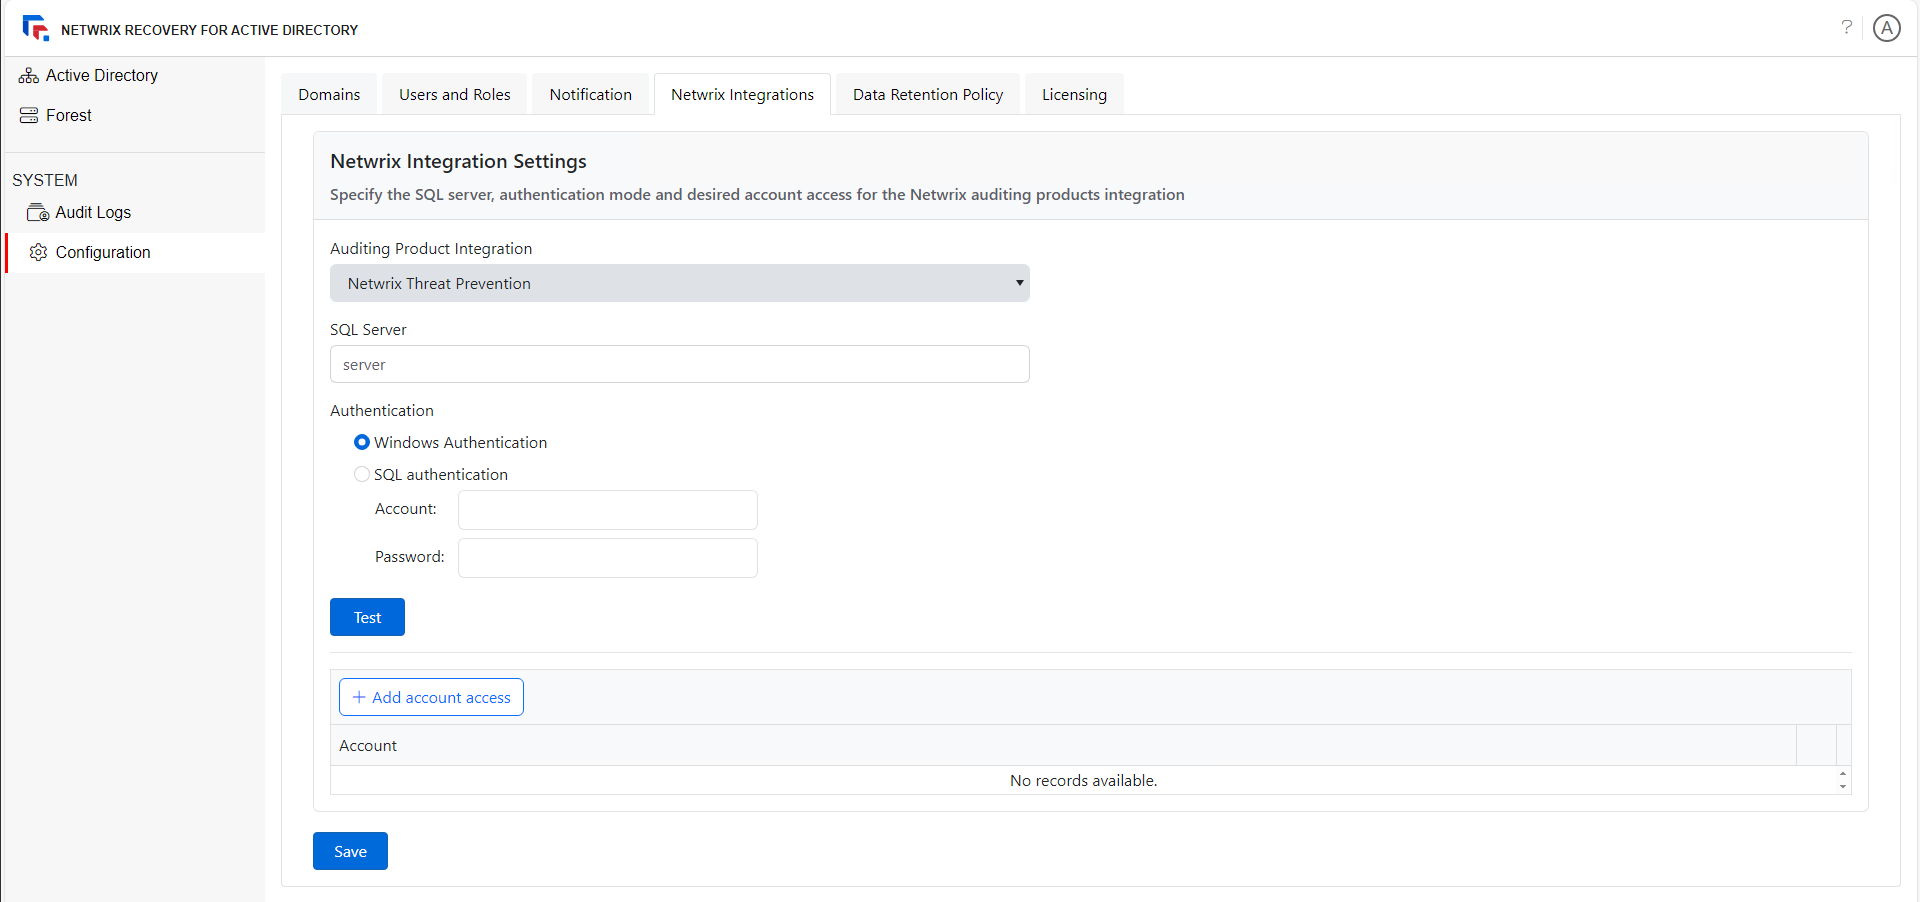 NETWRIX RECOVERY FOR ACTIVE DIRECTORY
?
A
Active Directory
Forest
SYSTEM
Audit Logs
Configuration
Domains
Users and Roles
Notification
Netwrix Integrations
Data Retention Policy
Licensing
Netwrix Integration Settings
Specify the SQL server, authentication mode and desired account access for the Netwrix auditing products integration
Auditing Product Integration
Netwrix Threat Prevention
SQL Server
server
Authentication
Windows Authentication
SQL authentication
Account:
Password:
Test
+ Add account access
Account
No records available.
Save